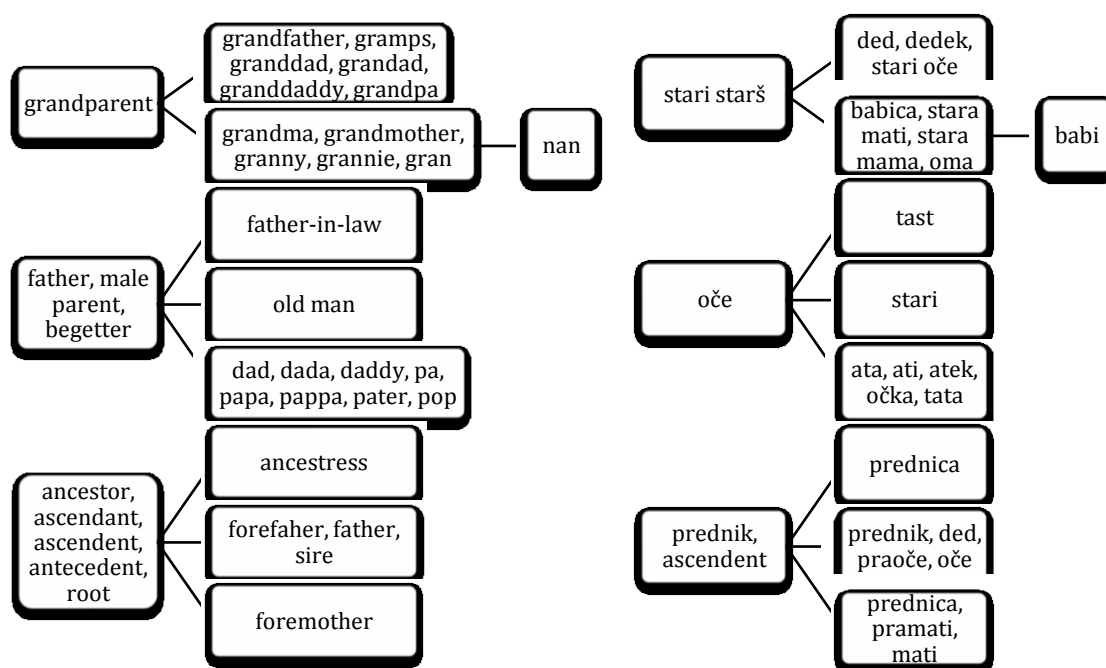 grandparent
grandfather, gramps,
granddad, grandad,
granddaddy, grandpa
grandma, grandmother,
granny, grannie, gran
nan
father, male
parent,
begetter
father-in-law
old man
dad, dada, daddy, pa,
papa, pappa, pater, pop
ancestor,
ascendant,
ascendent,
antecedent,
root
ancestress
forefaher, father,
sire
foremother
stari starš
ded, dedek,
stari oče
babica, stara
mati, stara
mama, oma
babi
oče
tast
stari
ata, ati, atek,
očka, tata
prednik,
ascendent
prednica
prednik, ded,
praoče, oče
prednica,
pramati,
mati